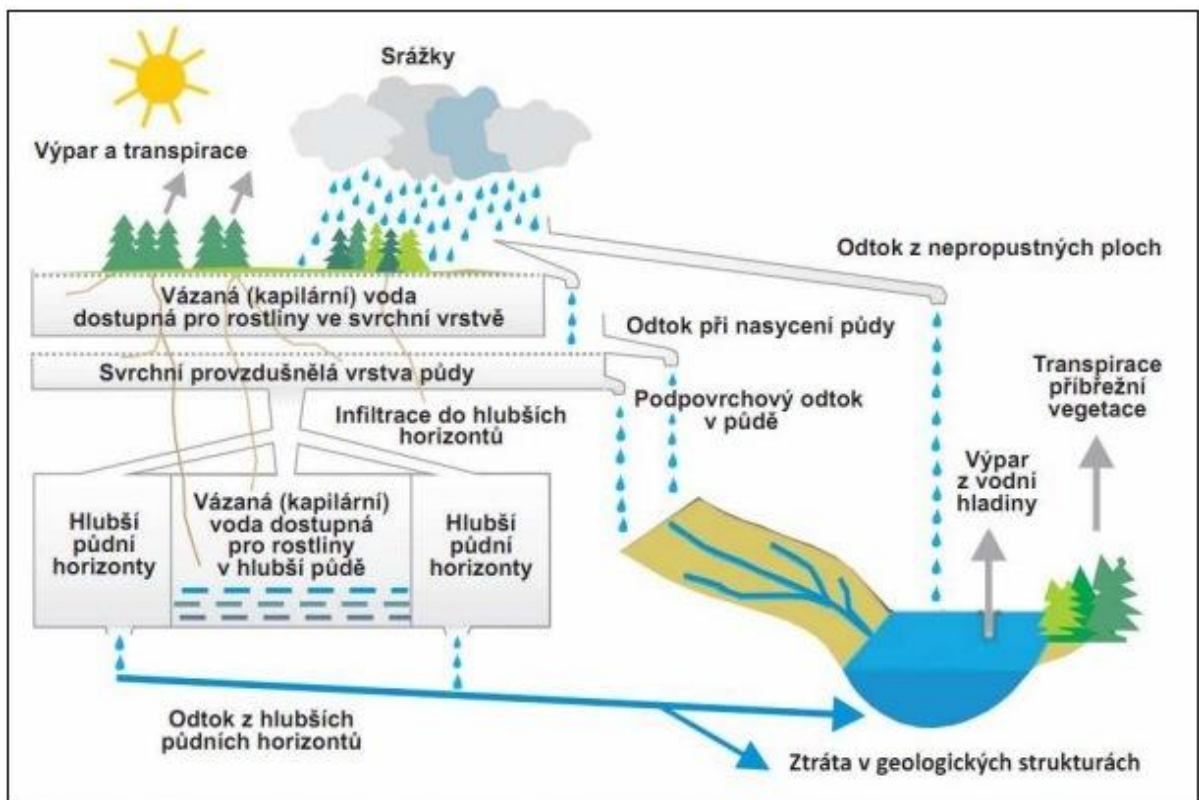 Srážky
Výpar a transpirace
Odtok z nepropustných ploch
Vázaná (kapilární) voda
dostupná pro rostliny ve svrchní vrstvě
Odtok při nasycení půdy
Svrchní provzdušnělá vrstva půdy
Transpirace
příbřežní
vegetace
Podpovrchový odtok
v půdě
Infiltrace do hlubších
horizontů
Výpar
z vodní
hladiny
Hlubší
půdní
horizonty
Vázaná (kapilární)
voda dostupná
pro rostliny
v hlubší půdě
Hlubší
půdní
horizonty
Odtok z hlubších
půdních horizontů
Ztráta v geologických strukturách